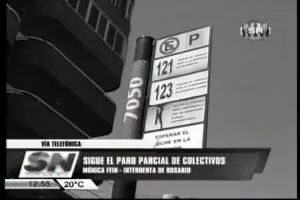 SR
E P
121
123
7050
K
ESPERAR EL
COCHE EN LA
VÍA TELEFÓNICA
SN
SIGUE EL PARO PARCIAL DE COLECTIVOS
MÓNICA FEIN - INTENDENTA DE ROSARIO
12:55 20°C